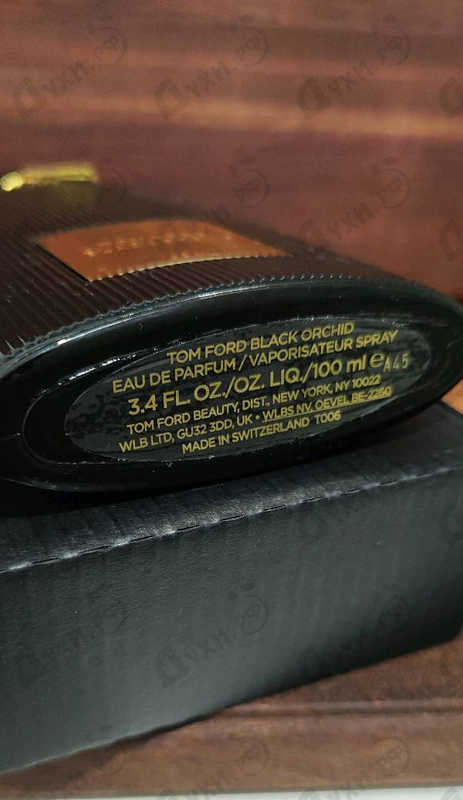 TOM FORD BLACK ORCHID
EAU DE PARFUM / VAPORISATEUR SPRAY
3.4 FL. OZ./OZ. LIQ./100 ml ℮ A45
TOM FORD BEAUTY, DIST., NEW YORK, NY 10022
WLB LTD, GU32 3DD, UK • WLBS NV. OEVEL BE-2260
MADE IN SWITZERLAND T006
Духи.РФ